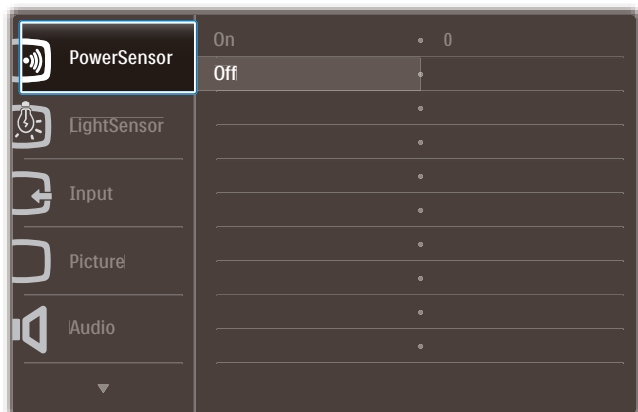 PowerSensor
On 0
Off
LightSensor
Input
Picture
Audio